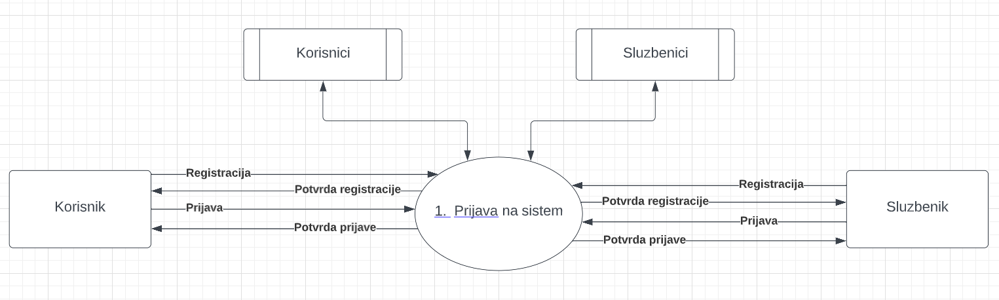 Korisnici
Sluzbenici
Korisnik
Registracija
Potvrda registracije
Prijava
Potvrda prijave
1. Prijava na sistem
Registracija
Potvrda registracije
Prijava
Potvrda prijave
Sluzbenik